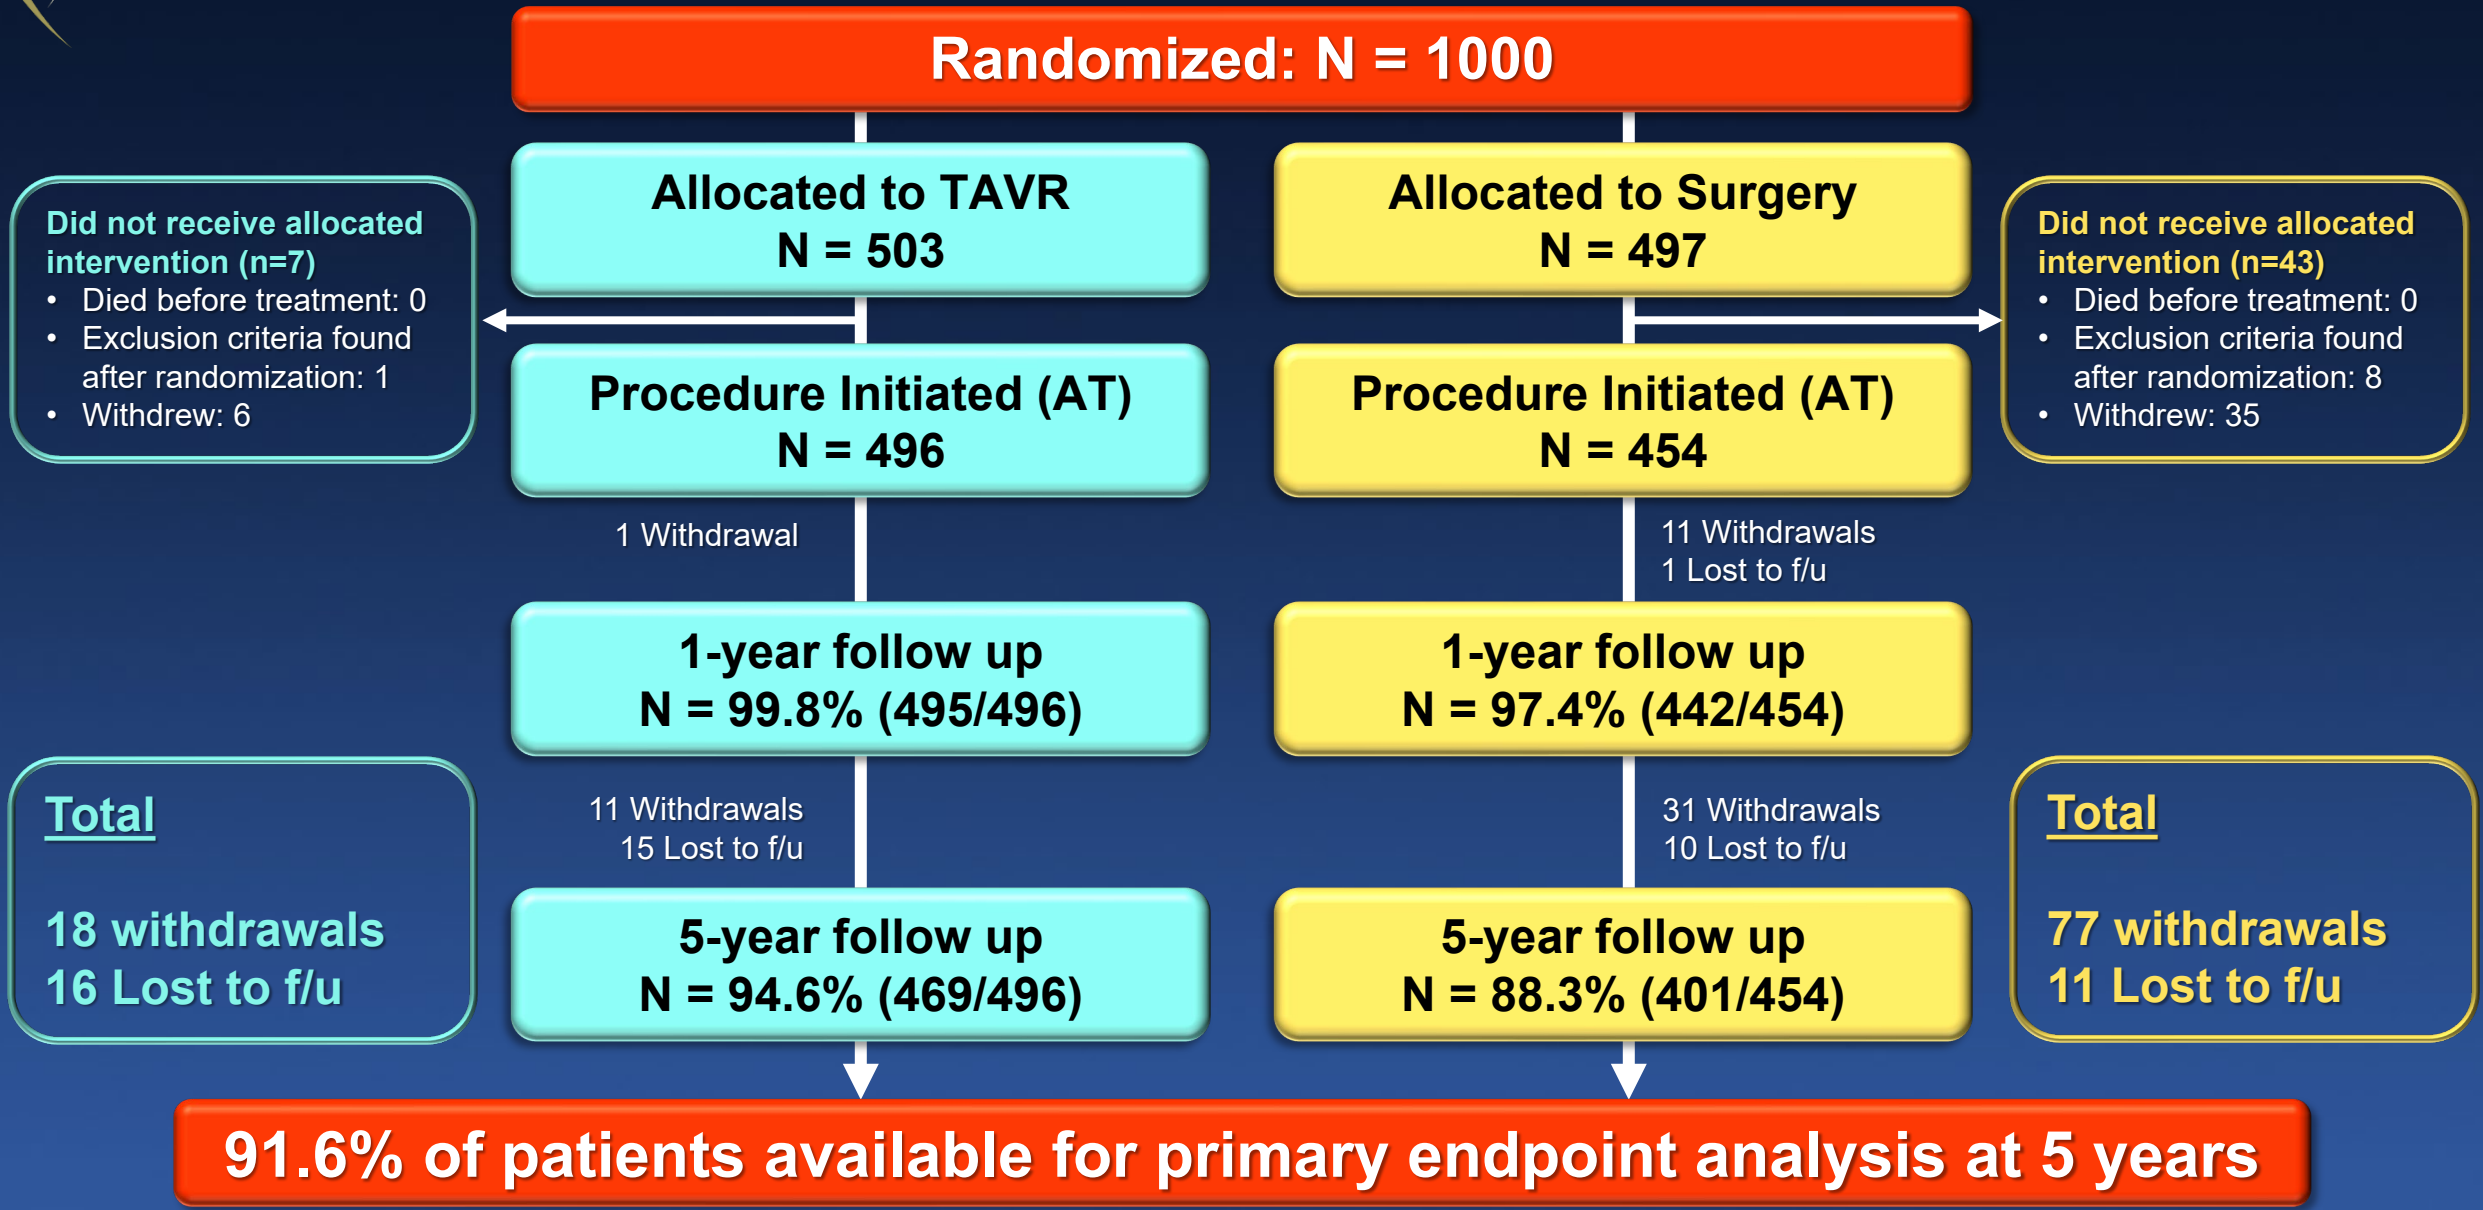 Randomized: N = 1000
Allocated to TAVR
N = 503
Allocated to Surgery
N = 497
Did not receive allocated
intervention (n=7)
• Died before treatment: 0
• Exclusion criteria found
after randomization: 1
• Withdrew: 6
Did not receive allocated
intervention (n=43)
• Died before treatment: 0
• Exclusion criteria found
after randomization: 8
• Withdrew: 35
Procedure Initiated (AT)
N = 496
Procedure Initiated (AT)
N = 454
1 Withdrawal
11 Withdrawals
1 Lost to f/u
1-year follow up
N = 99.8% (495/496)
1-year follow up
N = 97.4% (442/454)
11 Withdrawals
15 Lost to f/u
31 Withdrawals
10 Lost to f/u
Total
18 withdrawals
16 Lost to f/u
5-year follow up
N = 94.6% (469/496)
5-year follow up
N = 88.3% (401/454)
Total
77 withdrawals
11 Lost to f/u
91.6% of patients available for primary endpoint analysis at 5 years